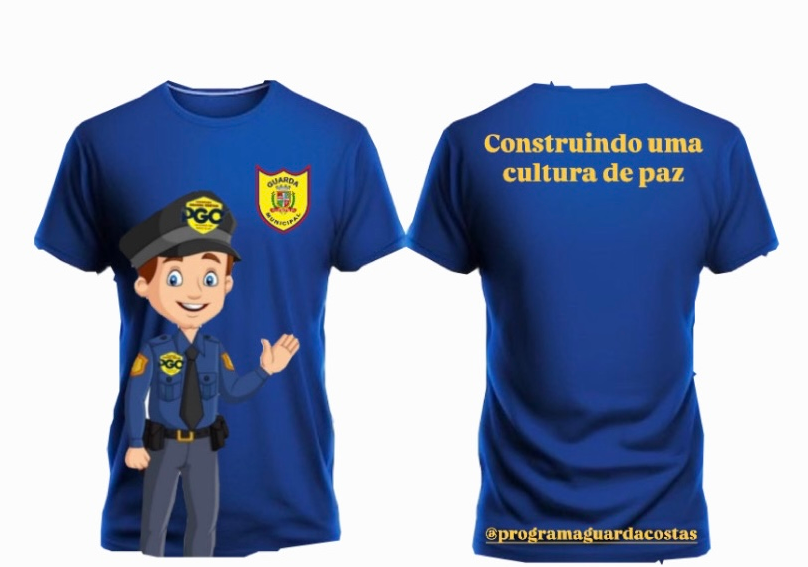 GUARDA
MUNICIPAL
PGC
PGC
Construindo uma
cultura de paz
@programaguardacostas